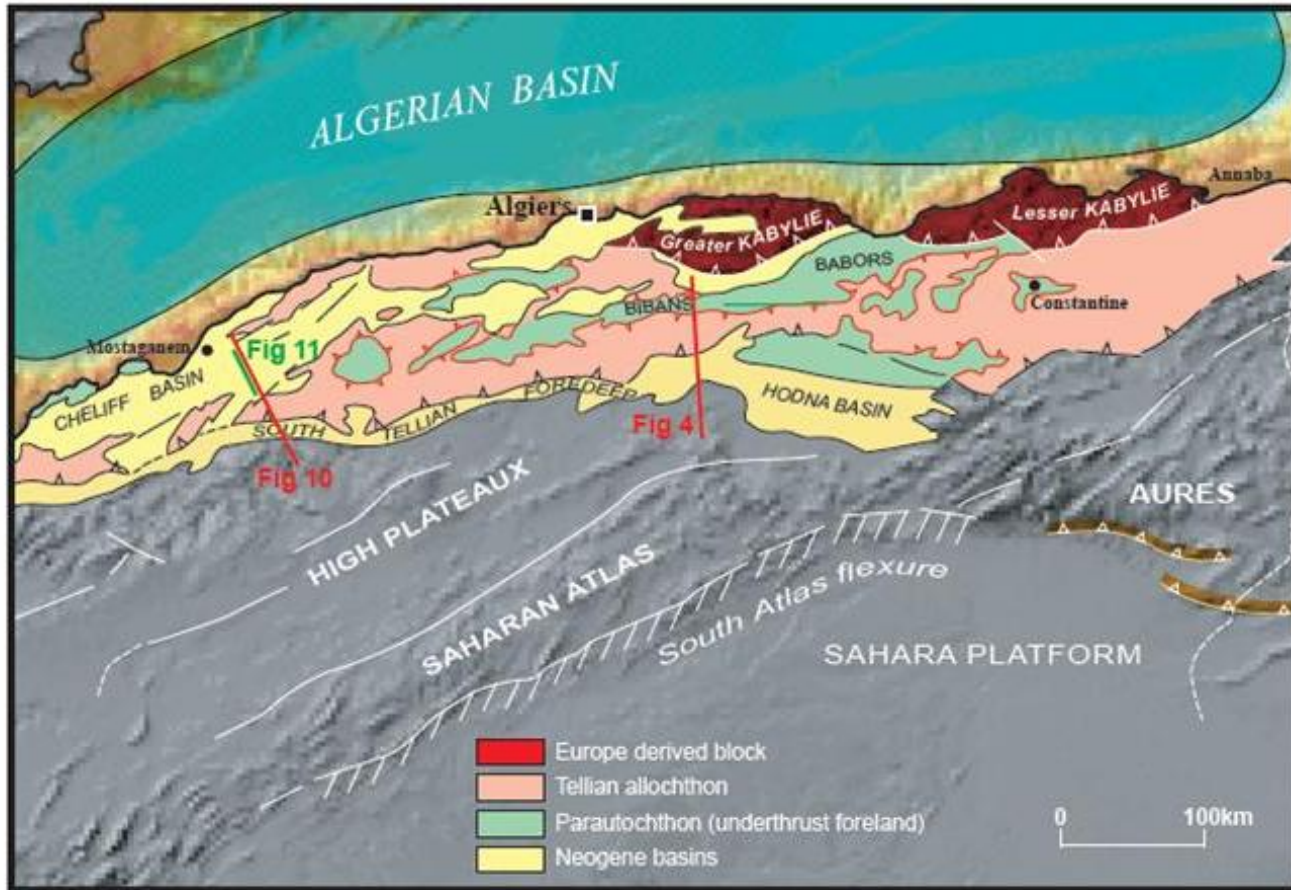 ALGERIAN BASIN
Annaba
Algiers
Lesser KABYLIE
Greater KABYLIE
BABORS
Constantine
BIBANS
Mostaganem
Fig 11
CHELIFF BASIN
SOUTH TELLIAN FOREDEEP
HODNA BASIN
Fig 4
Fig 10
HIGH PLATEAUX
AURES
SAHARAN ATLAS
South Atlas flexure
SAHARA PLATFORM
Europe derived block
Tellian allochthon
Parautochthon (underthrust foreland)
Neogene basins
0 100km